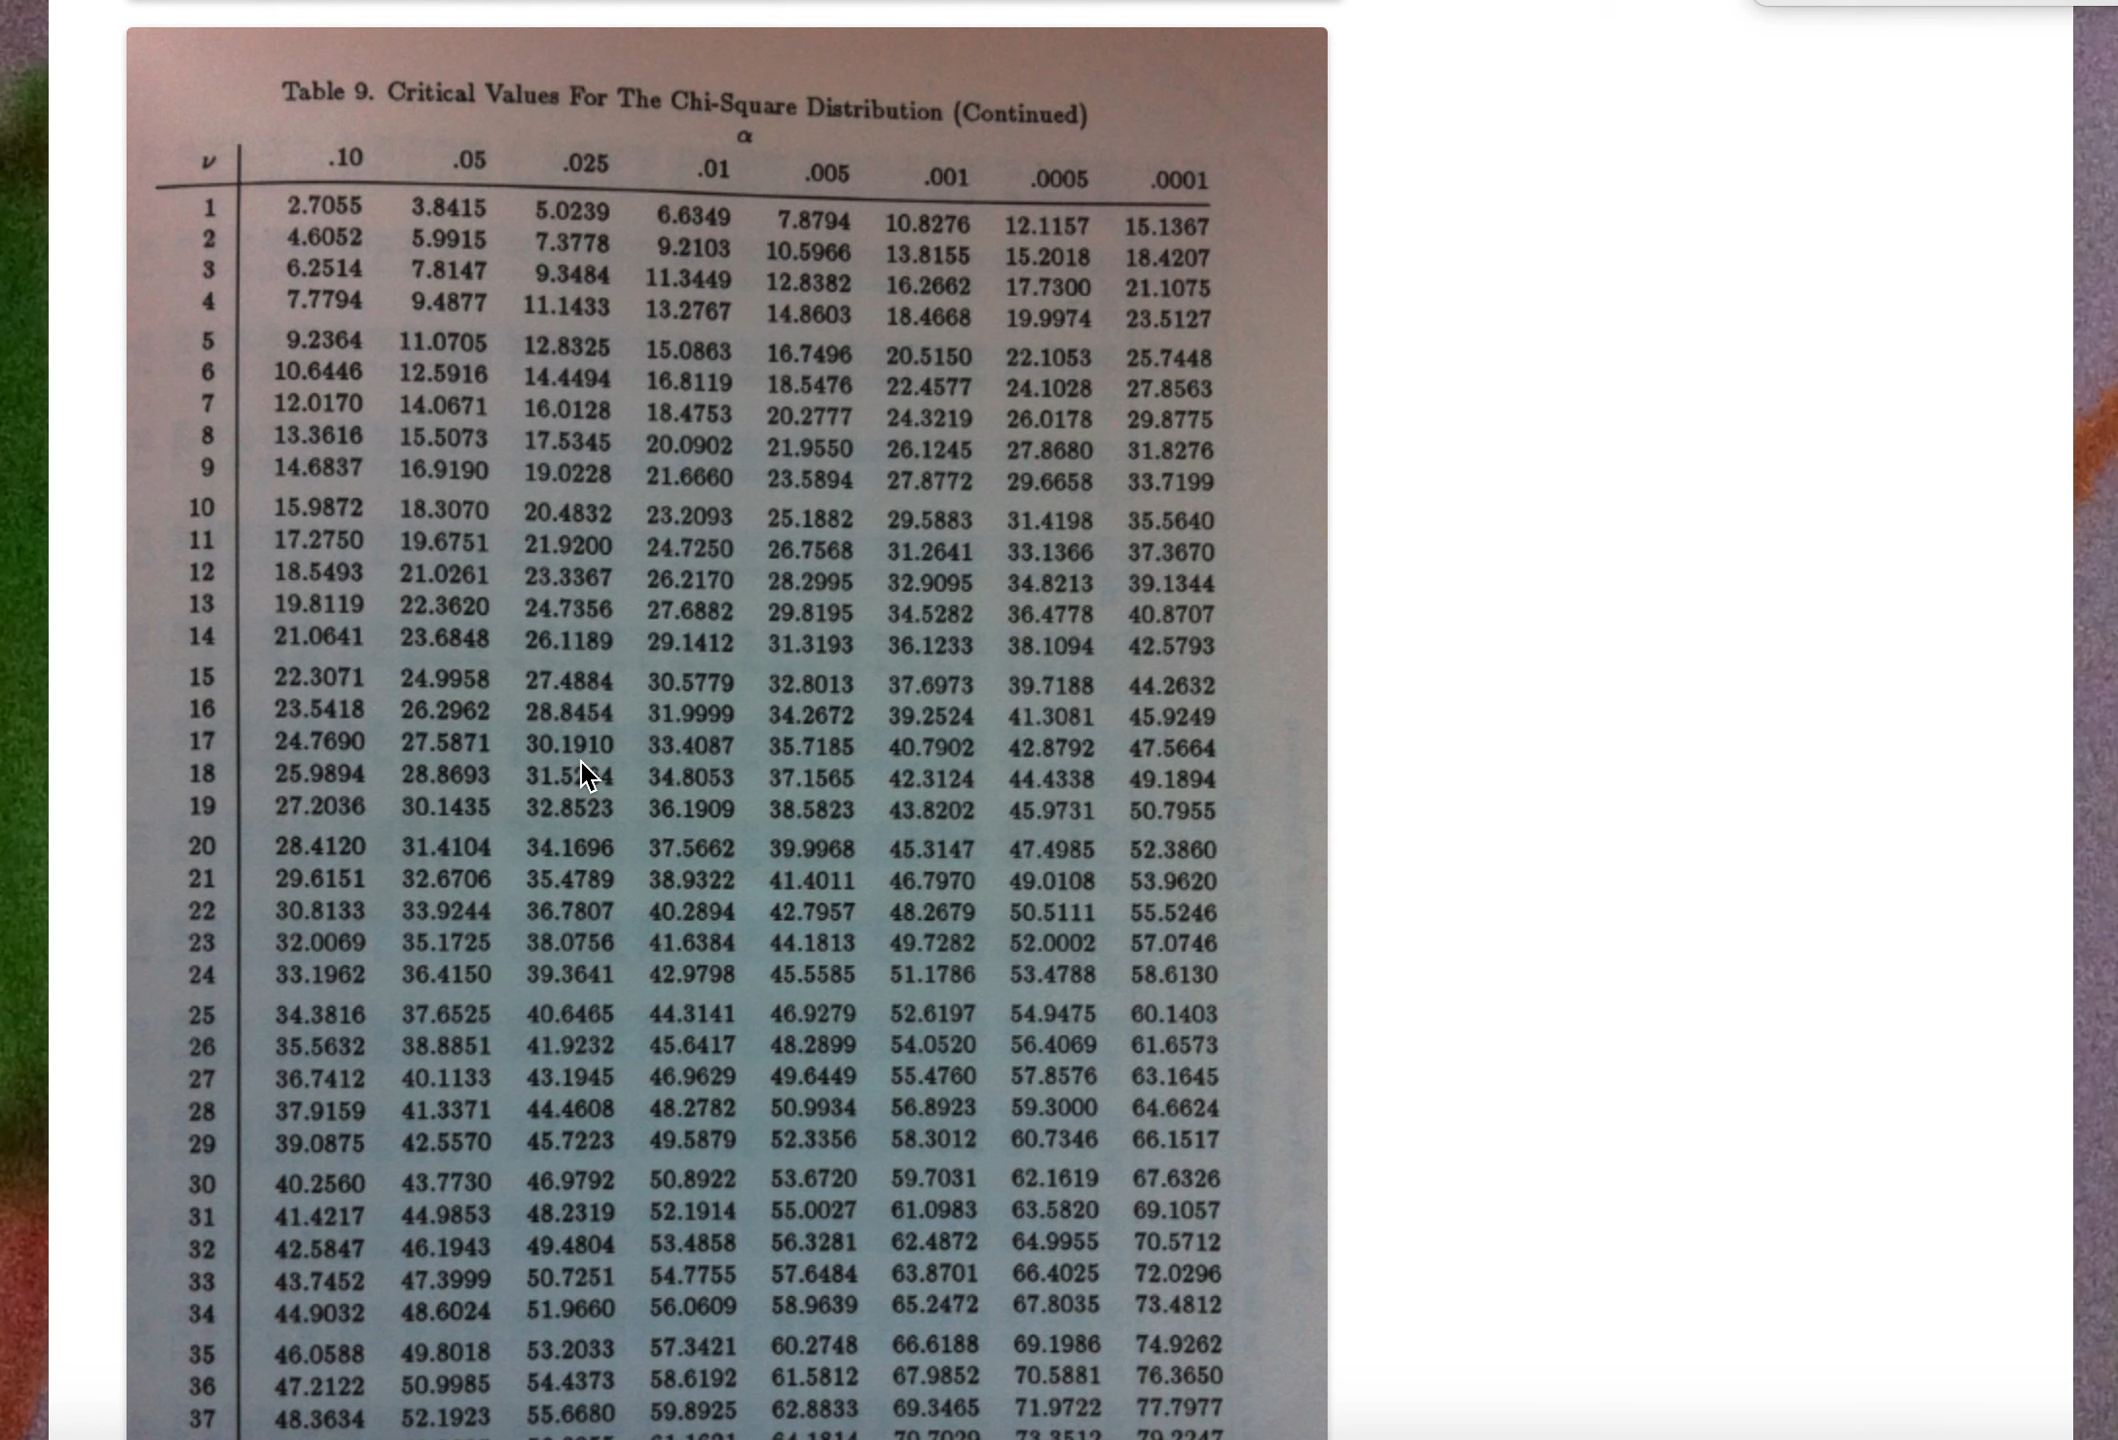 Table 9. Critical Values For The Chi-Square Distribution (Continued)
α
ν .10 .05 .025 .01 .005 .001 .0005 .0001
1 2.7055 3.8415 5.0239 6.6349 7.8794 10.8276 12.1157 15.1367
2 4.6052 5.9915 7.3778 9.2103 10.5966 13.8155 15.2018 18.4207
3 6.2514 7.8147 9.3484 11.3449 12.8382 16.2662 17.7300 21.1075
4 7.7794 9.4877 11.1433 13.2767 14.8603 18.4668 19.9974 23.5127
5 9.2364 11.0705 12.8325 15.0863 16.7496 20.5150 22.1053 25.7448
6 10.6446 12.5916 14.4494 16.8119 18.5476 22.4577 24.1028 27.8563
7 12.0170 14.0671 16.0128 18.4753 20.2777 24.3219 26.0178 29.8775
8 13.3616 15.5073 17.5345 20.0902 21.9550 26.1245 27.8680 31.8276
9 14.6837 16.9190 19.0228 21.6660 23.5894 27.8772 29.6658 33.7199
10 15.9872 18.3070 20.4832 23.2093 25.1882 29.5883 31.4198 35.5640
11 17.2750 19.6751 21.9200 24.7250 26.7568 31.2641 33.1366 37.3670
12 18.5493 21.0261 23.3367 26.2170 28.2995 32.9095 34.8213 39.1344
13 19.8119 22.3620 24.7356 27.6882 29.8195 34.5282 36.4778 40.8707
14 21.0641 23.6848 26.1189 29.1412 31.3193 36.1233 38.1094 42.5793
15 22.3071 24.9958 27.4884 30.5779 32.8013 37.6973 39.7188 44.2632
16 23.5418 26.2962 28.8454 31.9999 34.2672 39.2524 41.3081 45.9249
17 24.7690 27.5871 30.1910 33.4087 35.7185 40.7902 42.8792 47.5664
18 25.9894 28.8693 34.8053 37.1565 42.3124 44.4338 49.1894
19 27.2036 30.1435 32.8523 36.1909 38.5823 43.8202 45.9731 50.7955
20 28.4120 31.4104 34.1696 37.5662 39.9968 45.3147 47.4985 52.3860
21 29.6151 32.6706 35.4789 38.9322 41.4011 46.7970 49.0108 53.9620
22 30.8133 33.9244 36.7807 40.2894 42.7957 48.2679 50.5111 55.5246
23 32.0069 35.1725 38.0756 41.6384 44.1813 49.7282 52.0002 57.0746
24 33.1962 36.4150 39.3641 42.9798 45.5585 51.1786 53.4788 58.6130
25 34.3816 37.6525 40.6465 44.3141 46.9279 52.6197 54.9475 60.1403
26 35.5632 38.8851 41.9232 45.6417 48.2899 54.0520 56.4069 61.6573
27 36.7412 40.1133 43.1945 46.9629 49.6449 55.4760 57.8576 63.1645
28 37.9159 41.3371 44.4608 48.2782 50.9934 56.8923 59.3000 64.6624
29 39.0875 42.5570 45.7223 49.5879 52.3356 58.3012 60.7346 66.1517
30 40.2560 43.7730 46.9792 50.8922 53.6720 59.7031 62.1619 67.6326
31 41.4217 44.9853 48.2319 52.1914 55.0027 61.0983 63.5820 69.1057
32 42.5847 46.1943 49.4804 53.4858 56.3281 62.4872 64.9955 70.5712
33 43.7452 47.3999 50.7251 54.7755 57.6484 63.8701 66.4025 72.0296
34 44.9032 48.6024 51.9660 56.0609 58.9639 65.2472 67.8035 73.4812
35 46.0588 49.8018 53.2033 57.3421 60.2748 66.6188 69.1986 74.9262
36 47.2122 50.9985 54.4373 58.6192 61.5812 67.9852 70.5881 76.3650
37 48.3634 52.1923 55.6680 59.8925 62.8833 69.3465 71.9722 77.7977